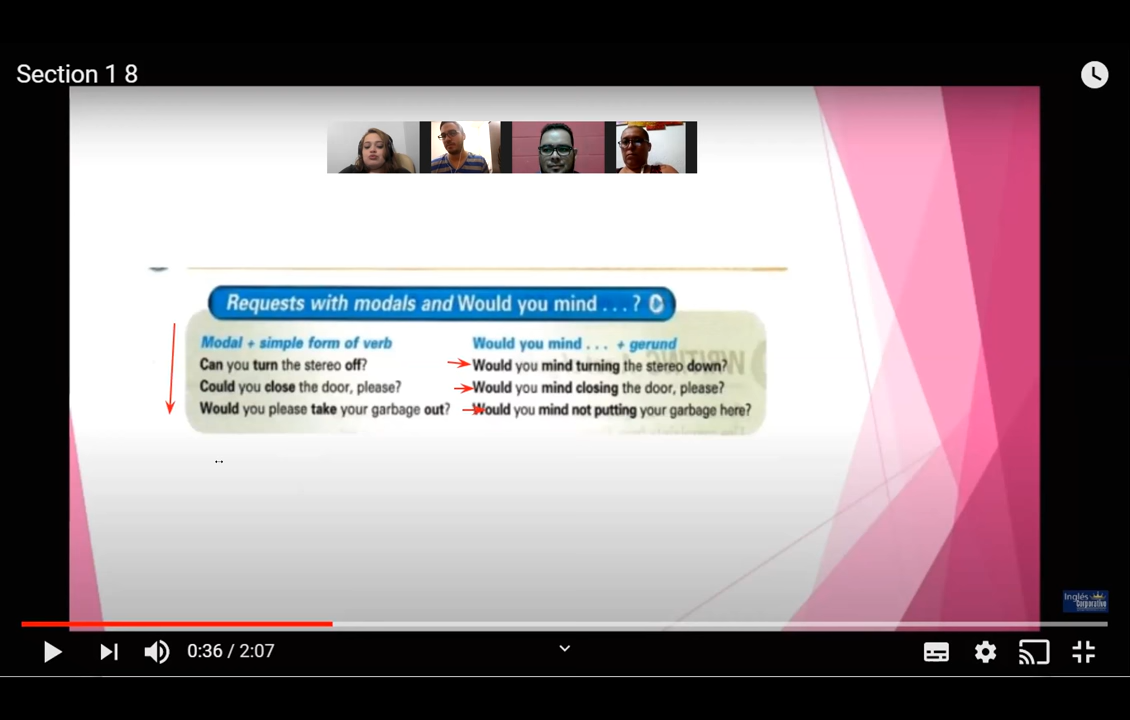 Section 1 8
Requests with modals and Would you mind . . . ?
Modal + simple form of verb
Can you turn the stereo off?
Could you close the door, please?
Would you please take your garbage out?
Would you mind . . . + gerund
Would you mind turning the stereo down?
Would you mind closing the door, please?
Would you mind not putting your garbage here?
Inglés
Corporativo
0:36 / 2:07